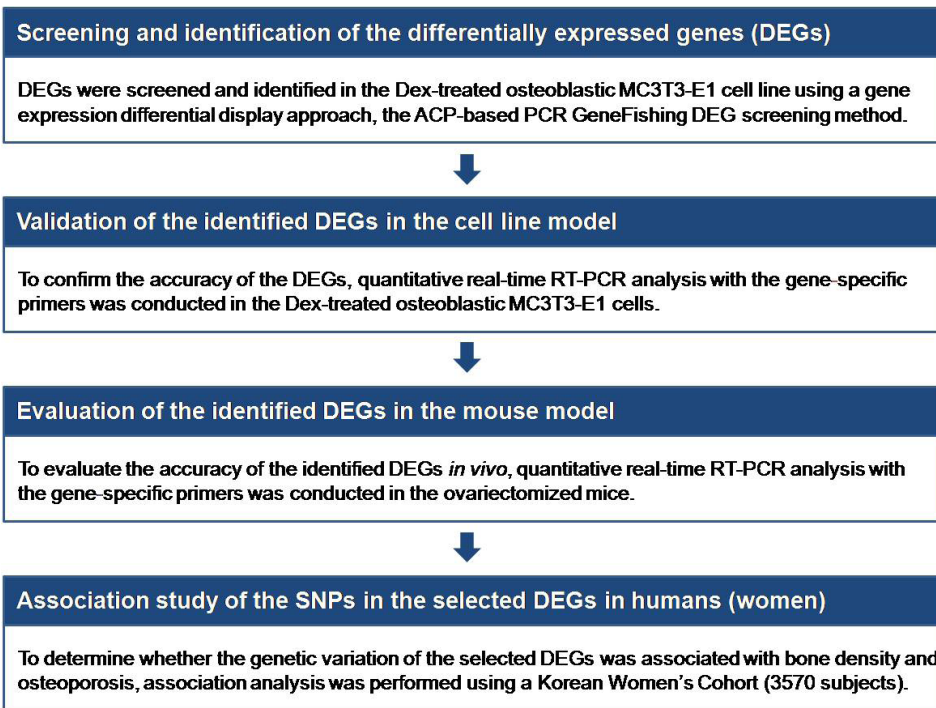 Screening and identification of the differentially expressed genes (DEGs)
DEGs were screened and identified in the Dex-treated osteoblastic MC3T3-E1 cell line using a gene
expression differential display approach, the ACP-based PCR GeneFishing DEG screening method.
Validation of the identified DEGs in the cell line model
To confirm the accuracy of the DEGs, quantitative real-time RT-PCR analysis with the gene-specific
primers was conducted in the Dex-treated osteoblastic MC3T3-E1 cells.
Evaluation of the identified DEGs in the mouse model
To evaluate the accuracy of the identified DEGs in vivo, quantitative real-time RT-PCR analysis with
the gene-specific primers was conducted in the ovariectomized mice.
Association study of the SNPs in the selected DEGs in humans (women)
To determine whether the genetic variation of the selected DEGs was associated with bone density and
osteoporosis, association analysis was performed using a Korean Women's Cohort (3570 subjects).